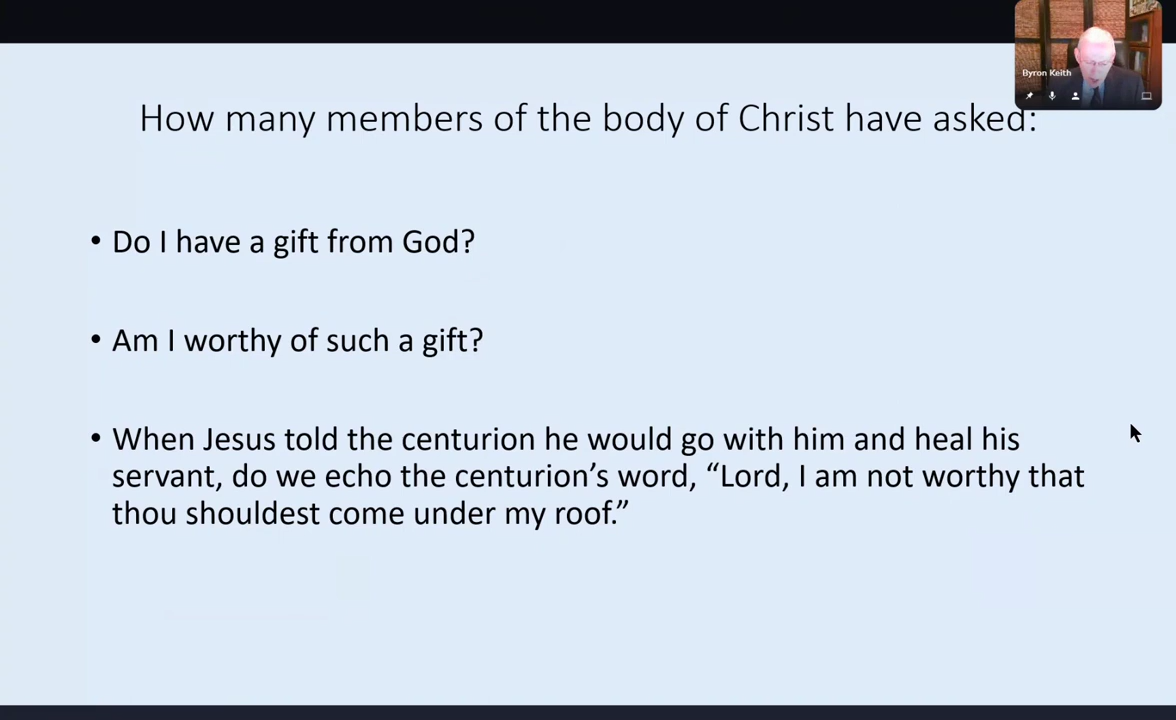 Byron Keith
How many members of the body of Christ have asked:
• Do I have a gift from God?
• Am I worthy of such a gift?
• When Jesus told the centurion he would go with him and heal his
servant, do we echo the centurion’s word, “Lord, I am not worthy that
thou shouldest come under my roof.”